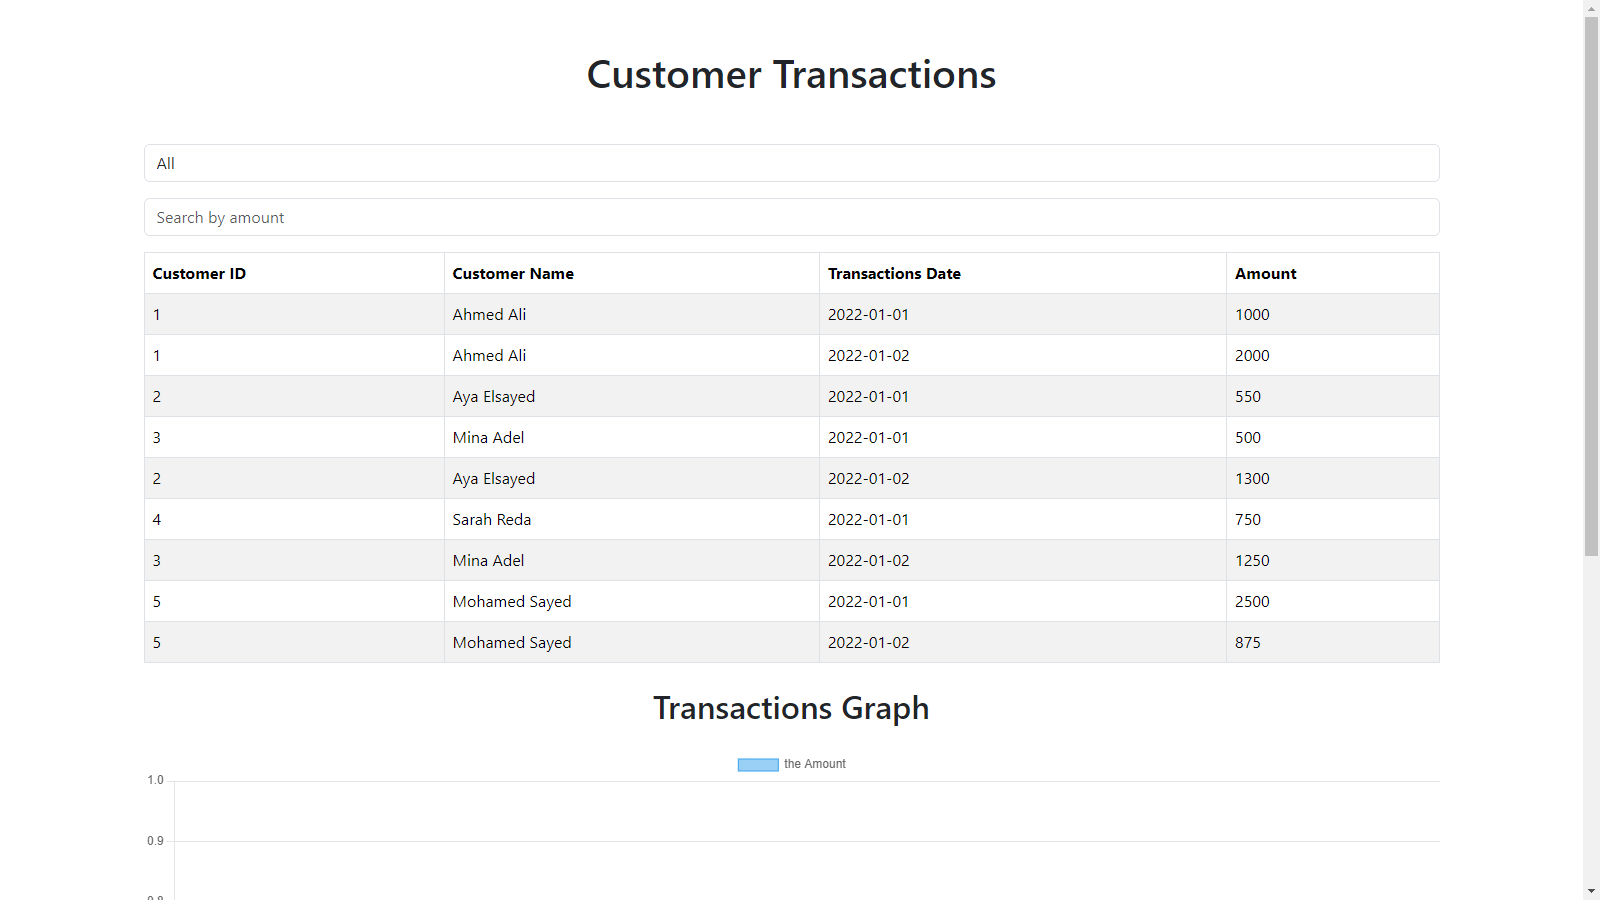 Customer Transactions
All
Search by amount
Customer ID Customer Name Transactions Date Amount
1 Ahmed Ali 2022-01-01 1000
1 Ahmed Ali 2022-01-02 2000
2 Aya Elsayed 2022-01-01 550
3 Mina Adel 2022-01-01 500
2 Aya Elsayed 2022-01-02 1300
4 Sarah Reda 2022-01-01 750
3 Mina Adel 2022-01-02 1250
5 Mohamed Sayed 2022-01-01 2500
5 Mohamed Sayed 2022-01-02 875
Transactions Graph
the Amount
1.0
0.9